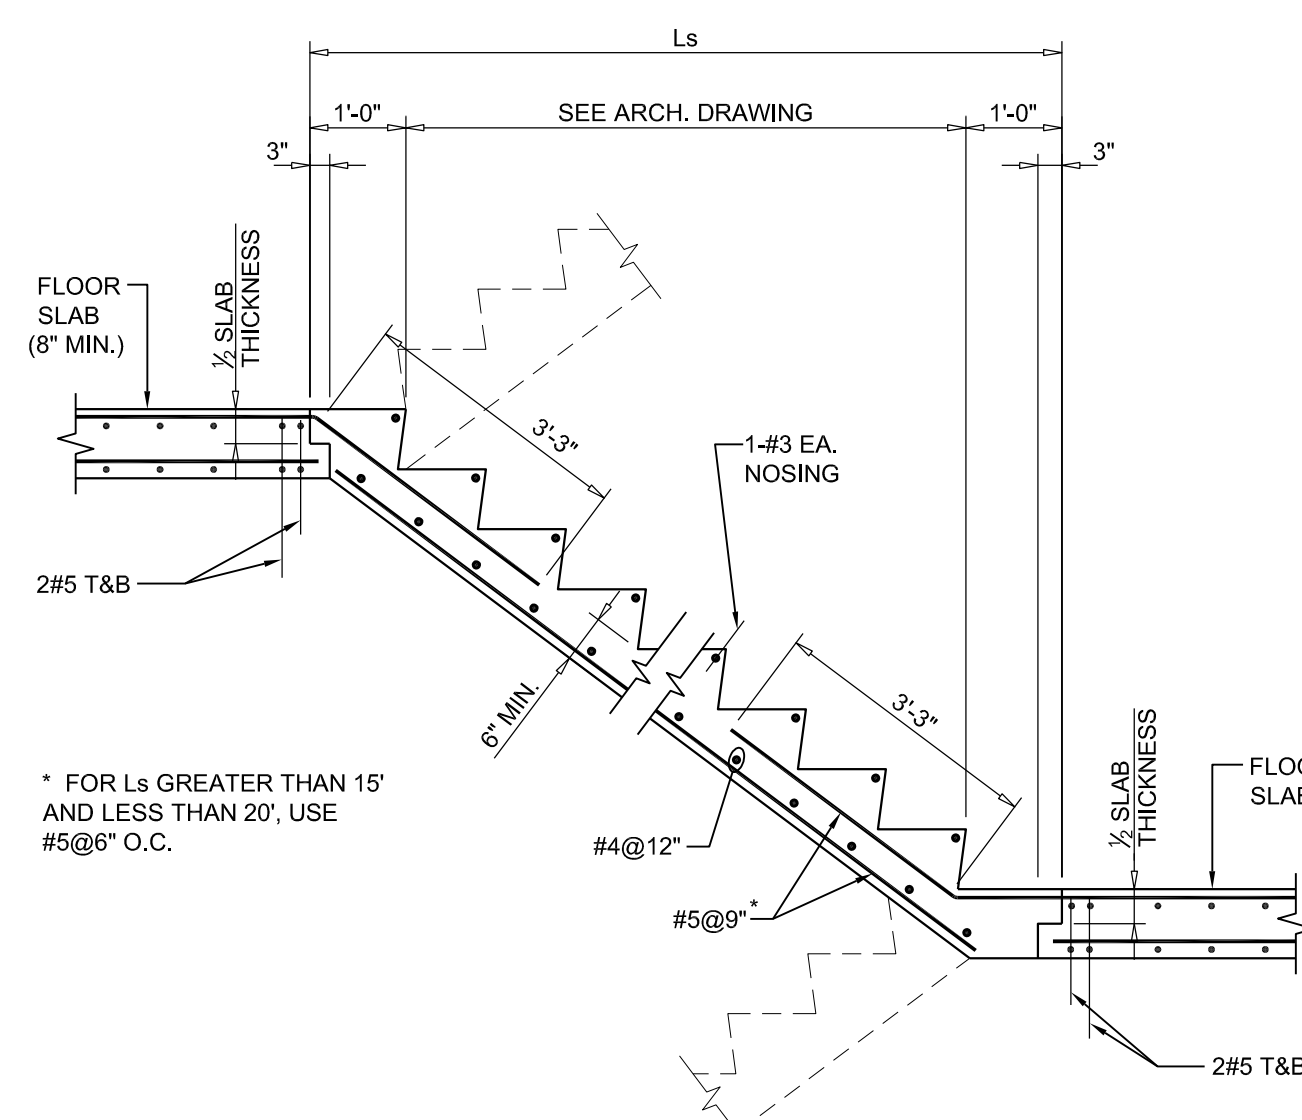 Ls
1'-0"
SEE ARCH. DRAWING
1'-0"
3"
3"
FLOOR
SLAB
(8" MIN.)
½ SLAB
THICKNESS
3'-3"
1-#3 EA.
NOSING
2#5 T&B
6" MIN.
3'-3"
* FOR Ls GREATER THAN 15'
AND LESS THAN 20', USE
#5@6" O.C.
½ SLAB
THICKNESS
#4@12"
#5@9"*
2#5 T&B